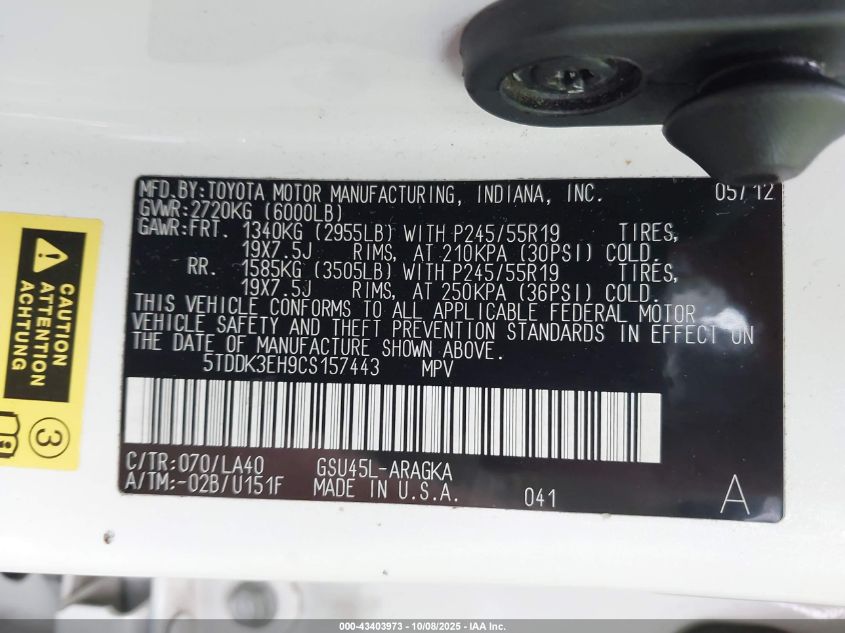 MFD.BY:TOYOTA MOTOR MANUFACTURING, INDIANA, INC. 05/12
GVWR:2720KG (6000LB)
GAWR:FRT. 1340KG (2955LB) WITH P245/55R19 TIRES,
19X7.5J RIMS, AT 210KPA (30PSI) COLD.
RR. 1585KG (3505LB) WITH P245/55R19 TIRES,
19X7.5J RIMS, AT 250KPA (36PSI) COLD.
THIS VEHICLE CONFORMS TO ALL APPLICABLE FEDERAL MOTOR
VEHICLE SAFETY AND THEFT PREVENTION STANDARDS IN EFFECT ON
THE DATE OF MANUFACTURE SHOWN ABOVE.
5TDDK3EH9CS157443 MPV
C/TR:070/LA40 GSU45L-ARAGKA
A/TM:-02B/U151F MADE IN U.S.A. 041 A
CAUTION
ATTENTION
ACHTUNG
3
000-43403973 - 10/08/2025 - IAA Inc.